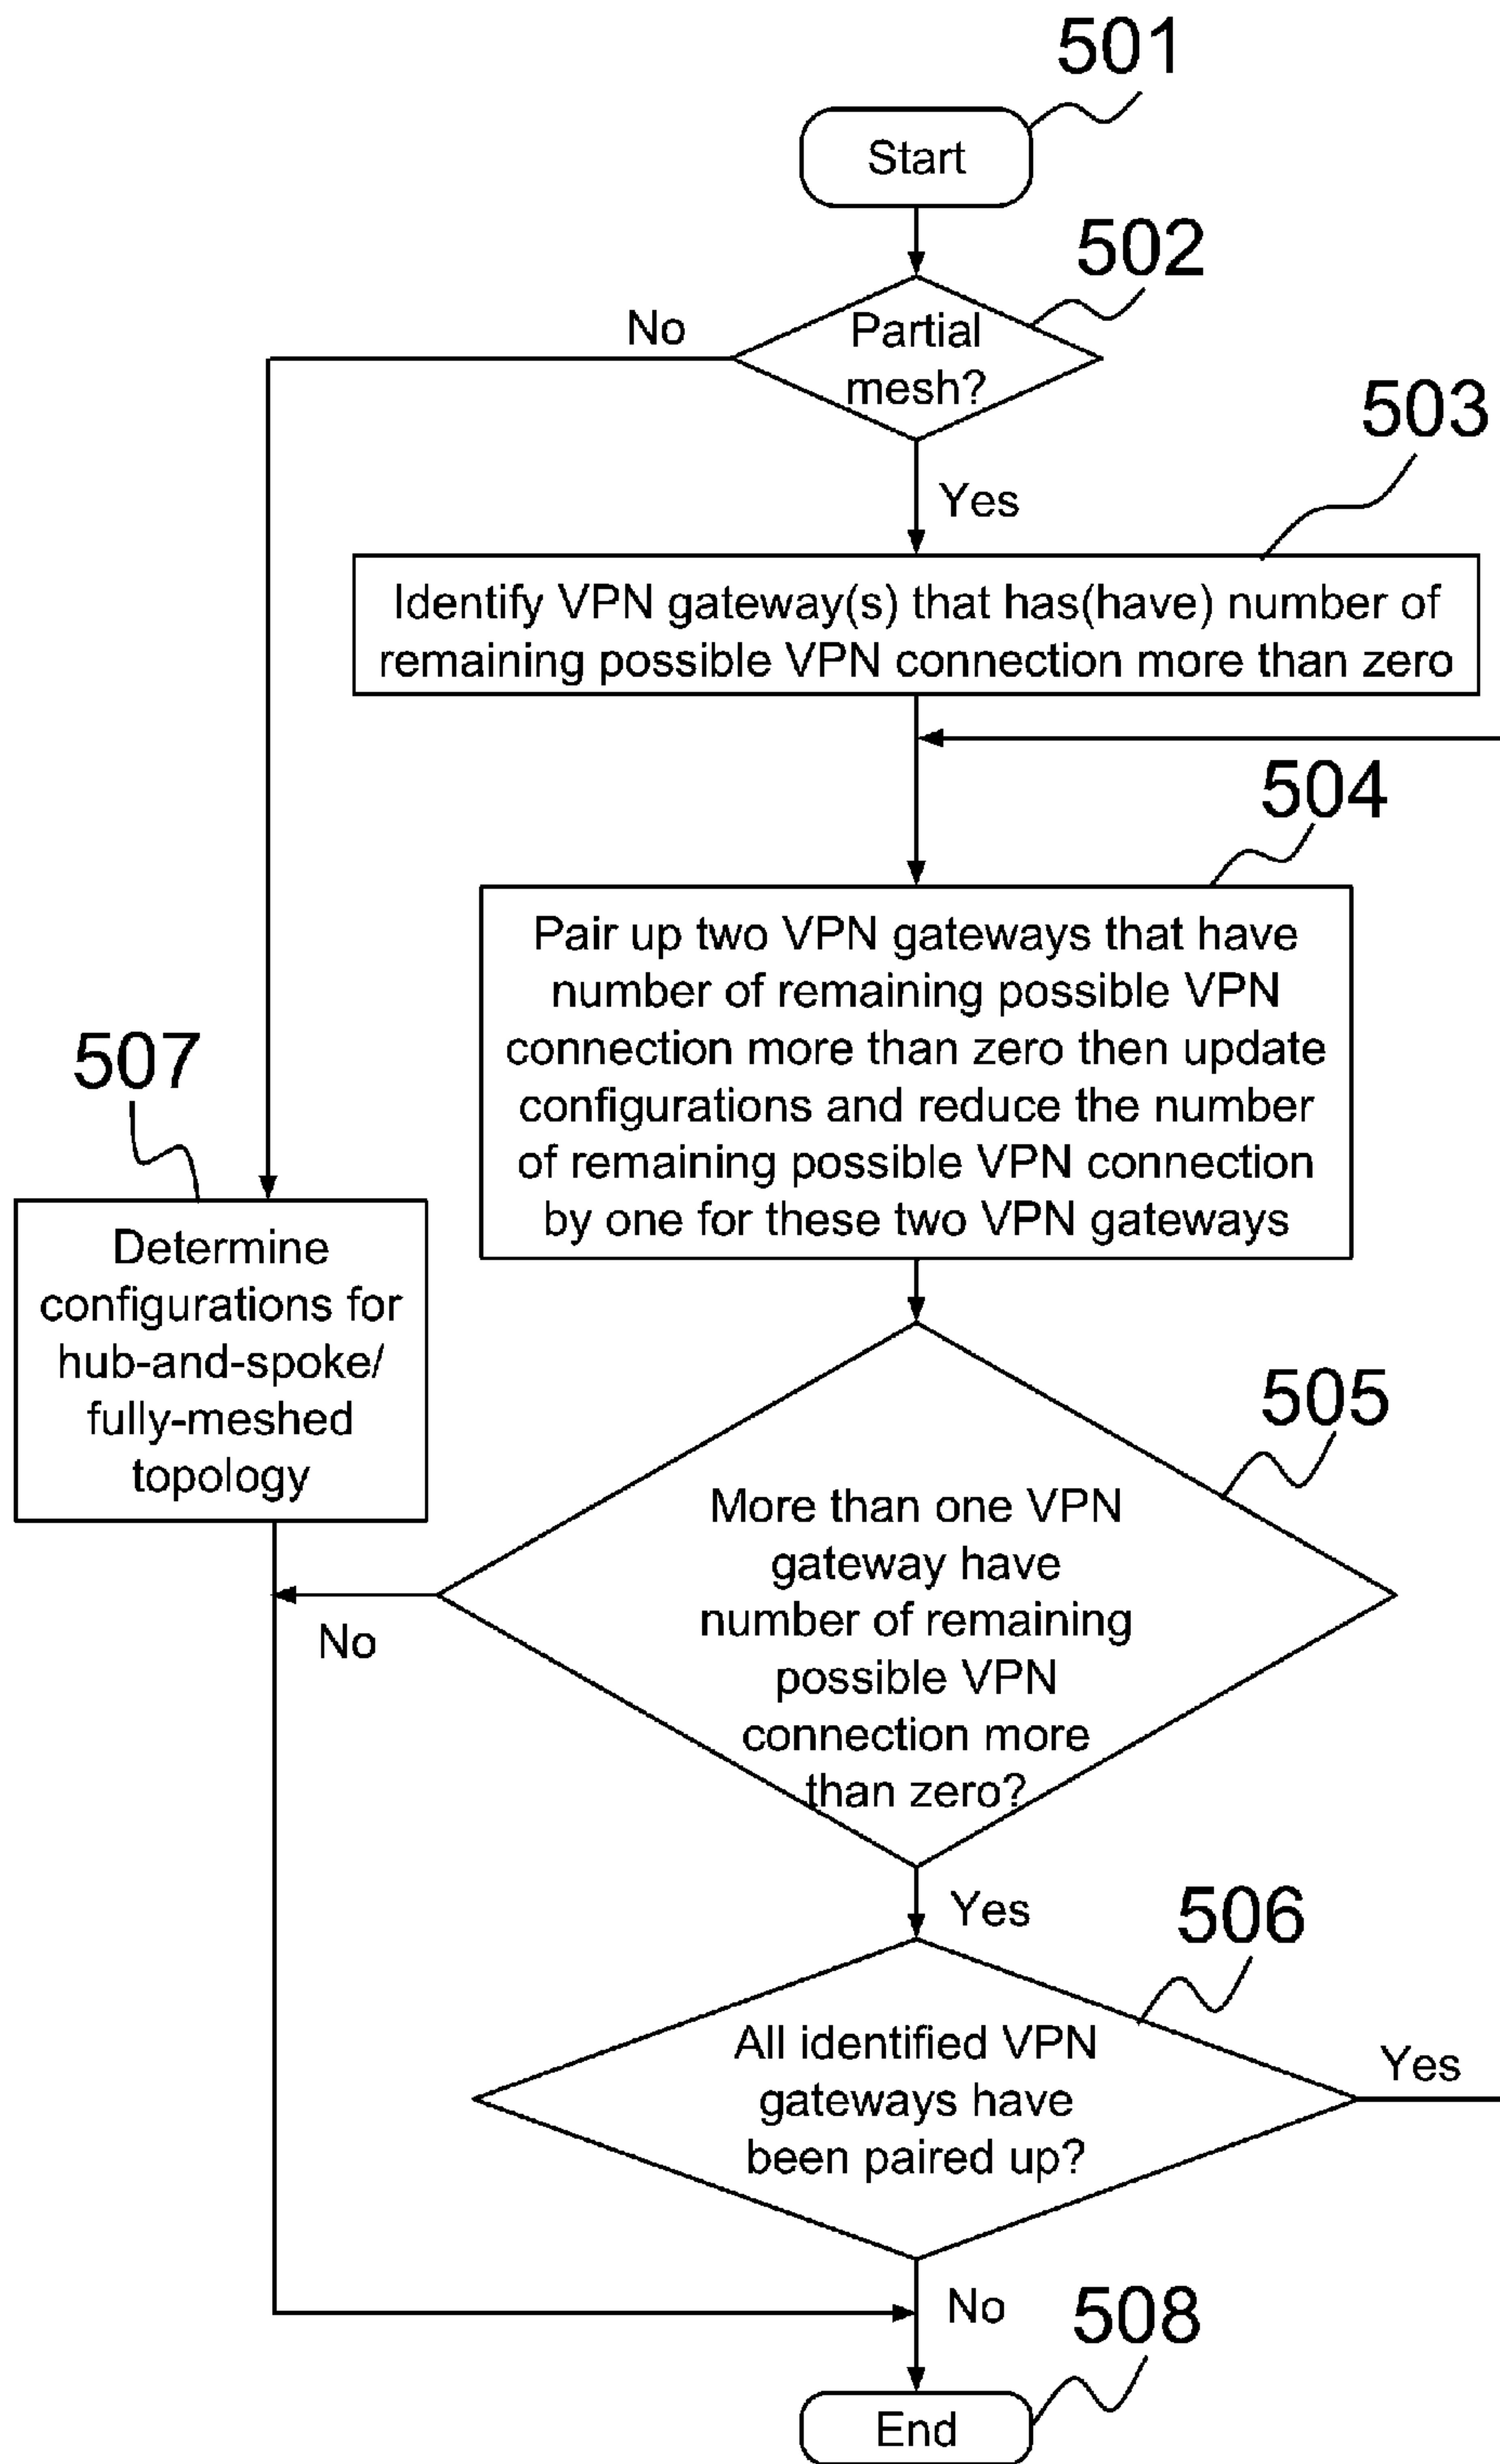 501
Start
502
No
Partial
mesh?
503
Yes
Identify VPN gateway(s) that has(have) number of
remaining possible VPN connection more than zero
504
Pair up two VPN gateways that have
number of remaining possible VPN
connection more than zero then update
configurations and reduce the number
of remaining possible VPN connection
by one for these two VPN gateways
507
Determine
configurations for
hub-and-spoke/
fully-meshed
topology
505
More than one VPN
gateway have
number of remaining
possible VPN
connection more
than zero?
No
Yes
506
All identified VPN
gateways have
been paired up?
Yes
No
508
End